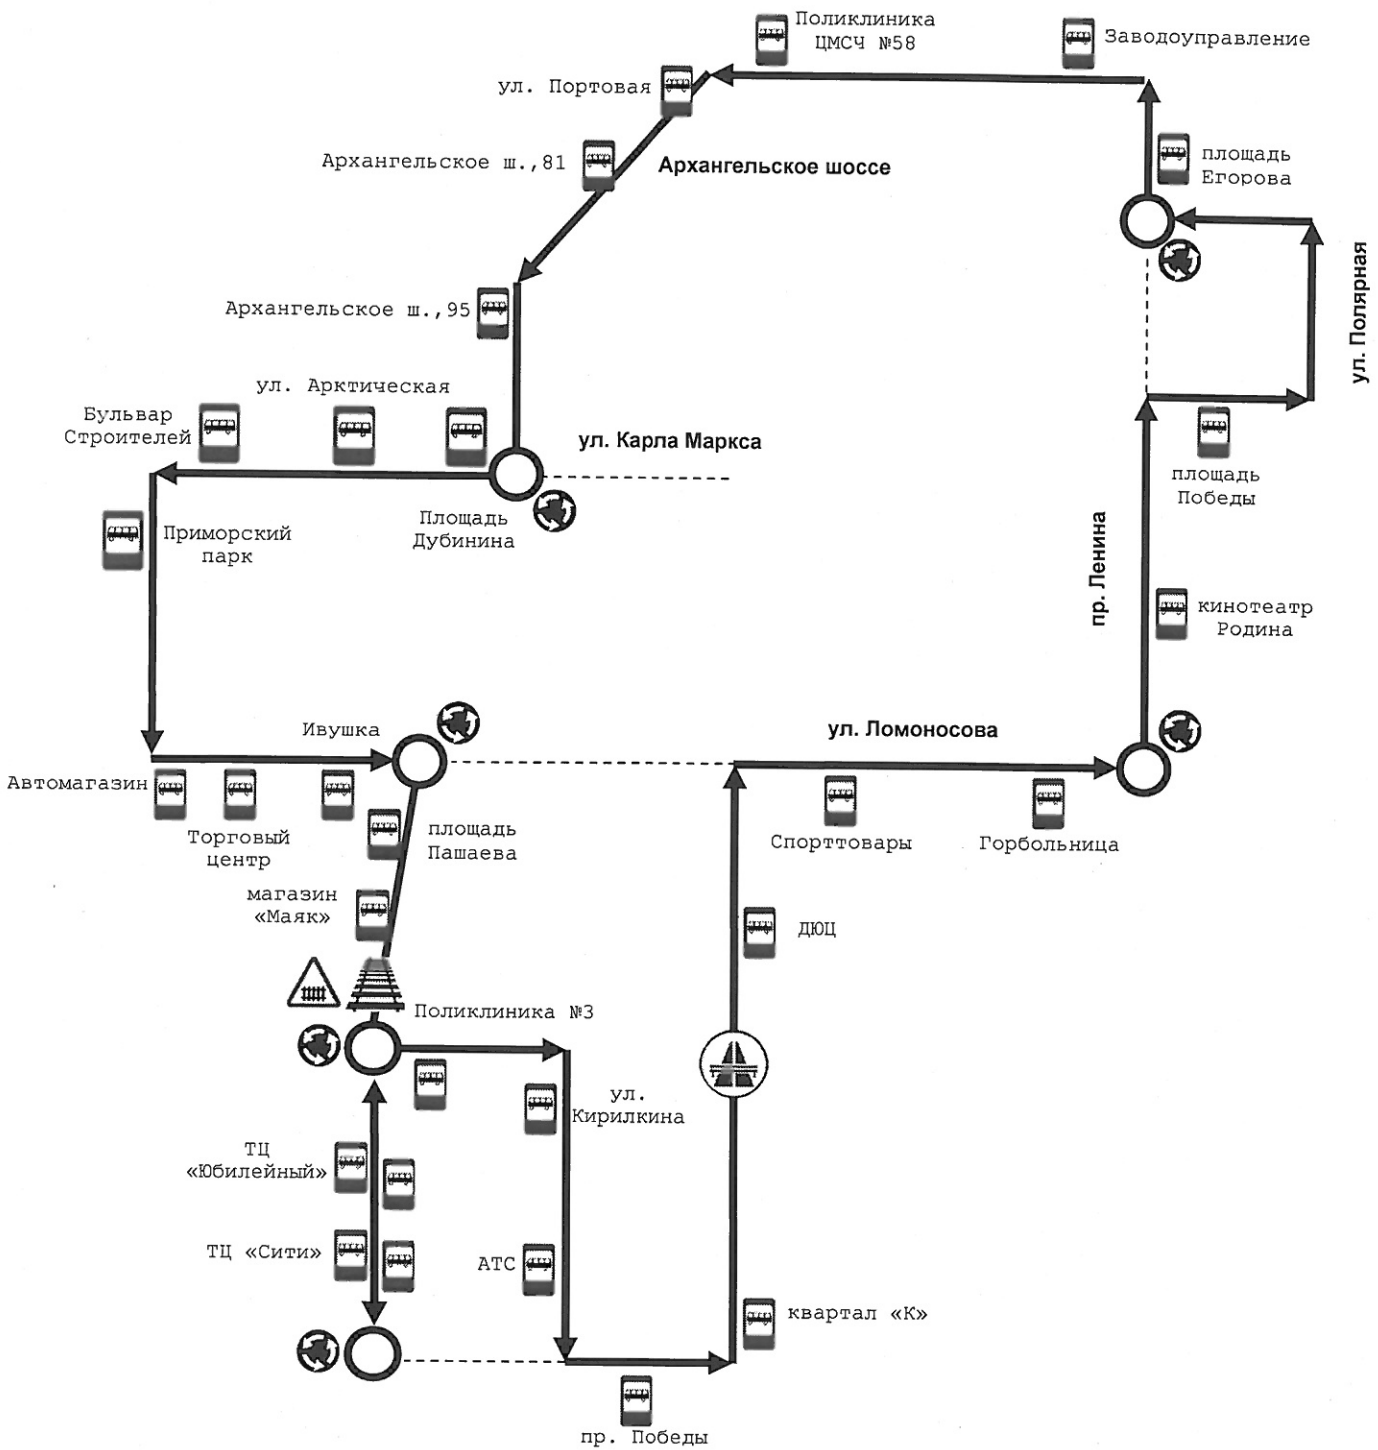 Поликлиника
ЦМСЧ №58
Заводоуправление
ул. Портовая
Архангельское ш.,81
Архангельское шоссе
площадь
Егорова
ул. Полярная
Архангельское ш.,95
ул. Арктическая
Бульвар
Строителей
ул. Карла Маркса
площадь
Победы
Площадь
Дубинина
Приморский
парк
пр. Ленина
кинотеатр
Родина
Ивушка
ул. Ломоносова
Автомагазин
Торговый
центр
площадь
Пашаева
Спорттовары
Горбольница
магазин
«Маяк»
ДЮЦ
Поликлиника №3
ул.
Кирилкина
ТЦ
«Юбилейный»
ТЦ «Сити»
АТС
квартал «К»
пр. Победы